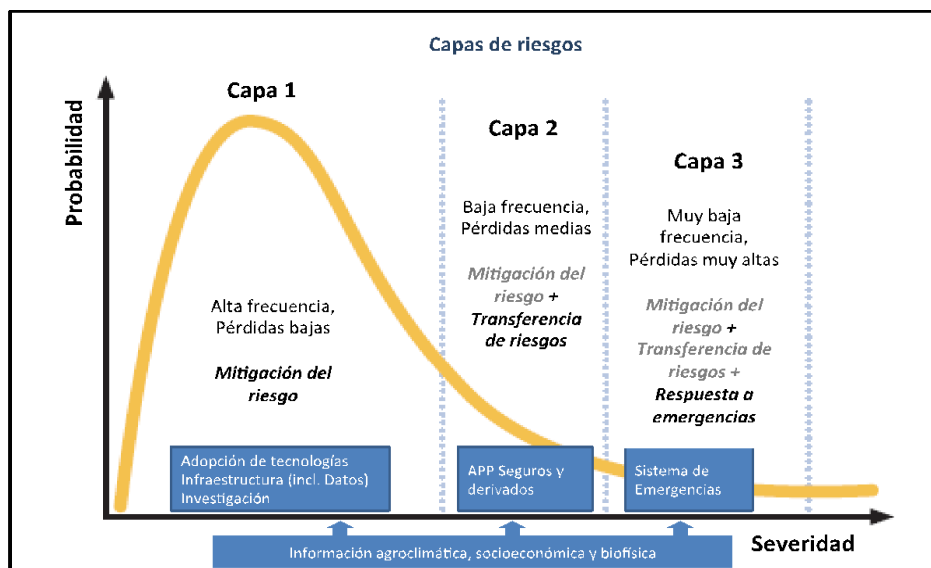 Capas de riesgos
Probabilidad
Capa 1
Alta frecuencia,
Pérdidas bajas
Mitigación del
riesgo
Capa 2
Baja frecuencia,
Pérdidas medias
Mitigación del
riesgo +
Transferencia
de riesgos
Capa 3
Muy baja
frecuencia,
Pérdidas muy altas
Mitigación del
riesgo +
Transferencia de
riesgos +
Respuesta a
emergencias
Adopción de tecnologías
Infraestructura (incl. Datos)
Investigación
APP Seguros y
derivados
Sistema de
Emergencias
Información agroclimática, socioeconómica y biofísica
Severidad